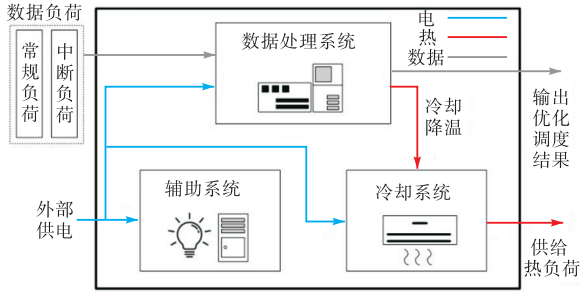 数据负荷
常规负荷
中断负荷
数据处理系统
电
热
数据
冷却
降温
输出
优化
调度
结果
辅助系统
冷却系统
外部
供电
供给
热负荷